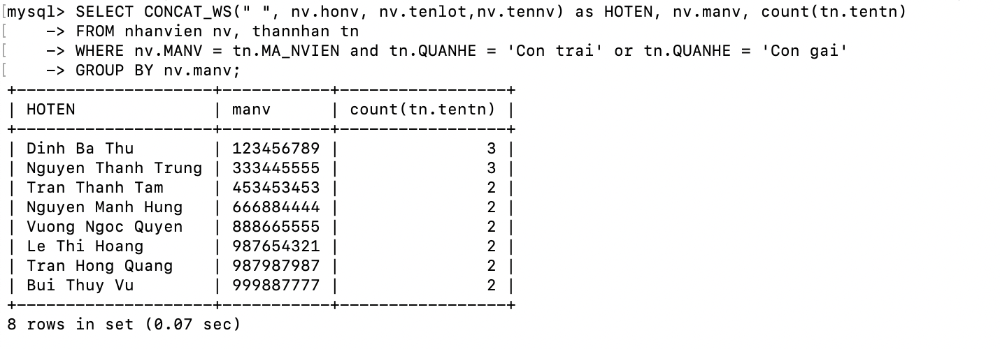 [mysql> SELECT CONCAT_WS(" ", nv.honv, nv.tenlot,nv.tennv) as HOTEN, nv.manv, count(tn.tentn)
[    -> FROM nhanvien nv, thannhan tn
[    -> WHERE nv.MANV = tn.MA_NVIEN and tn.QUANHE = 'Con trai' or tn.QUANHE = 'Con gai'
[    -> GROUP BY nv.manv;
+--------------------+-----------+-----------------+
| HOTEN              | manv      | count(tn.tentn) |
+--------------------+-----------+-----------------+
| Dinh Ba Thu        | 123456789 |               3 |
| Nguyen Thanh Trung | 333445555 |               3 |
| Tran Thanh Tam     | 453453453 |               2 |
| Nguyen Manh Hung   | 666884444 |               2 |
| Vuong Ngoc Quyen   | 888665555 |               2 |
| Le Thi Hoang       | 987654321 |               2 |
| Tran Hong Quang    | 987987987 |               2 |
| Bui Thuy Vu        | 999887777 |               2 |
+--------------------+-----------+-----------------+
8 rows in set (0.07 sec)